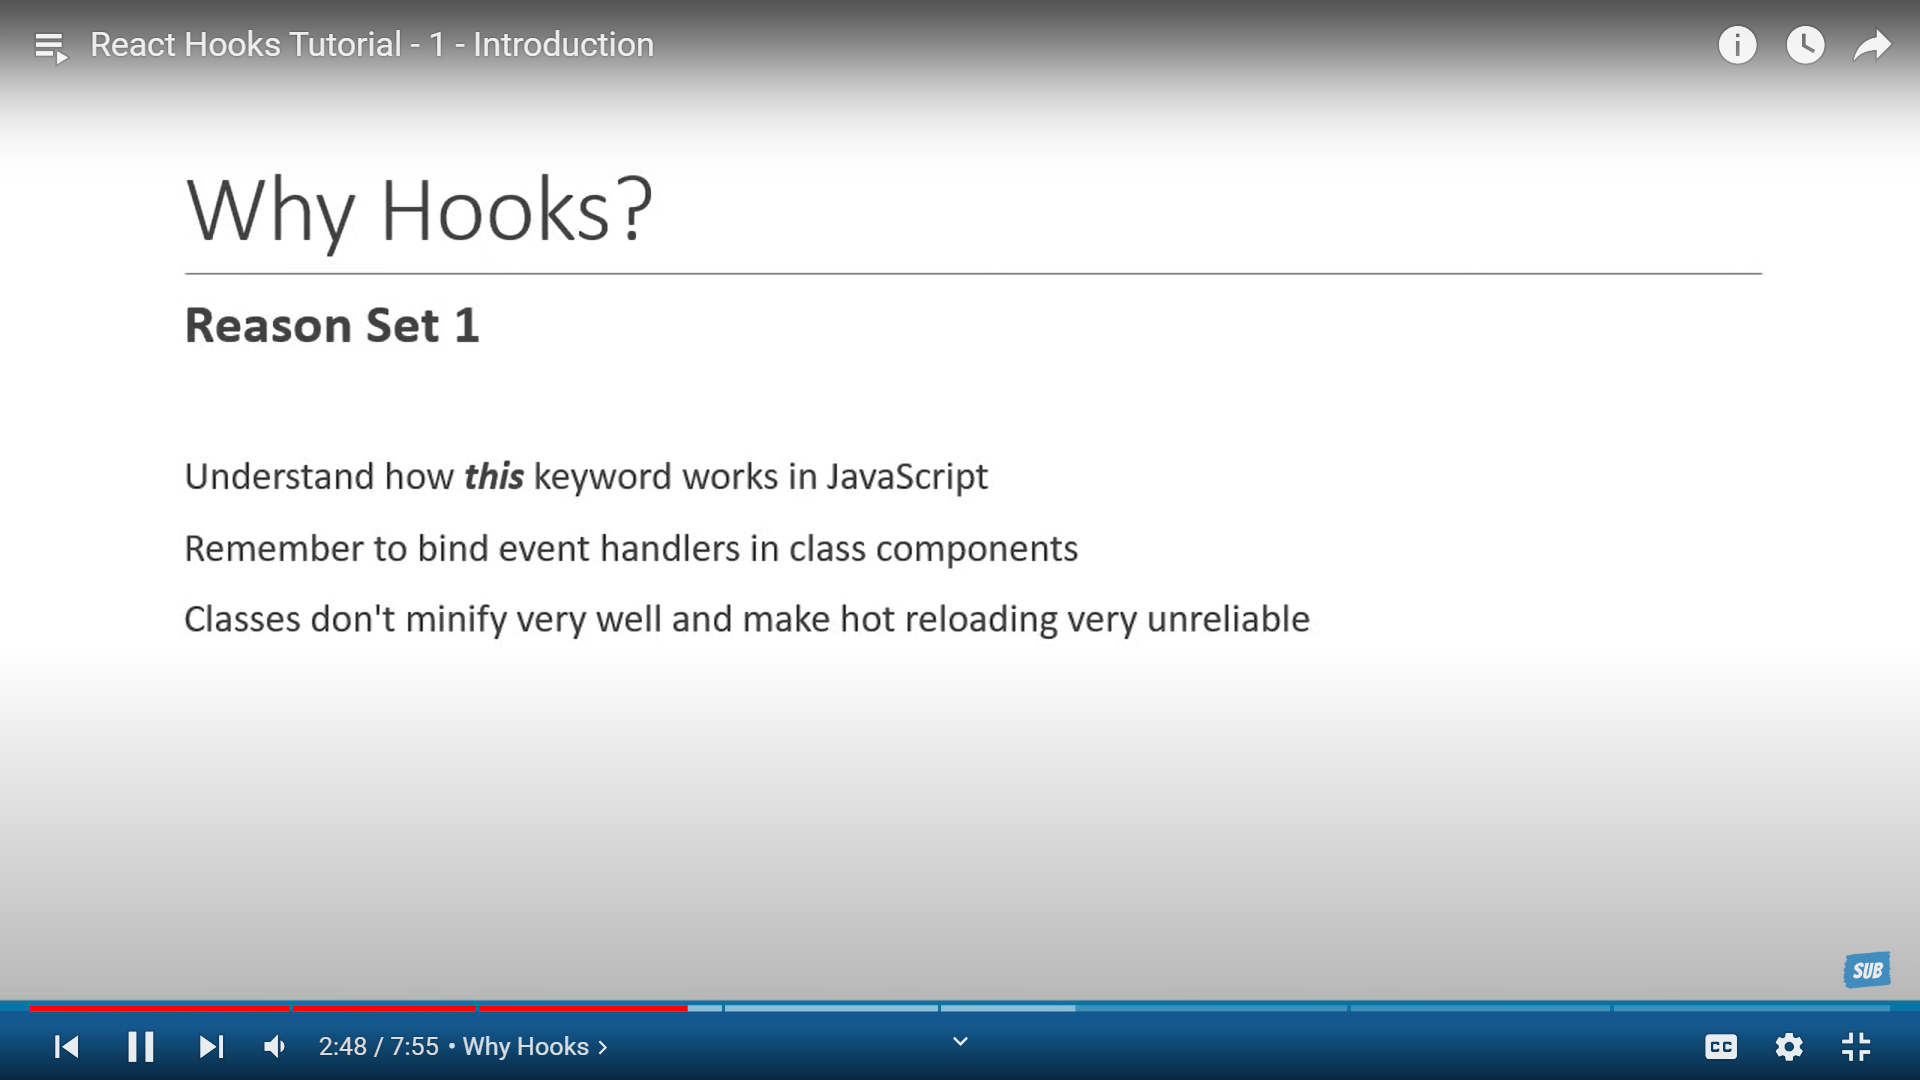 React Hooks Tutorial - 1 - Introduction
Why Hooks?
Reason Set 1
Understand how this keyword works in JavaScript
Remember to bind event handlers in class components
Classes don't minify very well and make hot reloading very unreliable
SUB
2:48 / 7:55 • Why Hooks >
CC